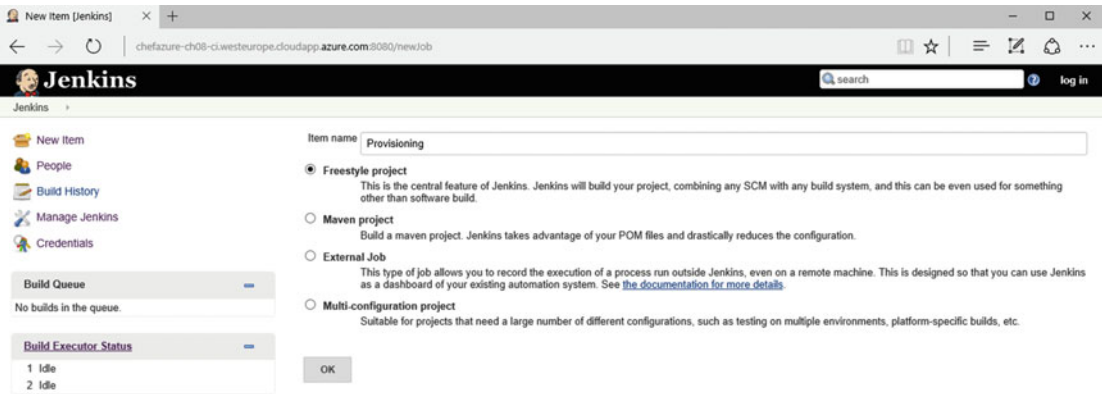 New Item [Jenkins]
chefazure-ch08-ci.westeurope.cloudapp.azure.com:8080/newJob
Jenkins
search
log in
Jenkins
New Item
People
Build History
Manage Jenkins
Credentials
Build Queue
No builds in the queue.
Build Executor Status
1 Idle
2 Idle
Item name Provisioning
Freestyle project
This is the central feature of Jenkins. Jenkins will build your project, combining any SCM with any build system, and this can be even used for something
other than software build.
Maven project
Build a maven project. Jenkins takes advantage of your POM files and drastically reduces the configuration.
External Job
This type of job allows you to record the execution of a process run outside Jenkins, even on a remote machine. This is designed so that you can use Jenkins
as a dashboard of your existing automation system. See the documentation for more details.
Multi-configuration project
Suitable for projects that need a large number of different configurations, such as testing on multiple environments, platform-specific builds, etc.
OK